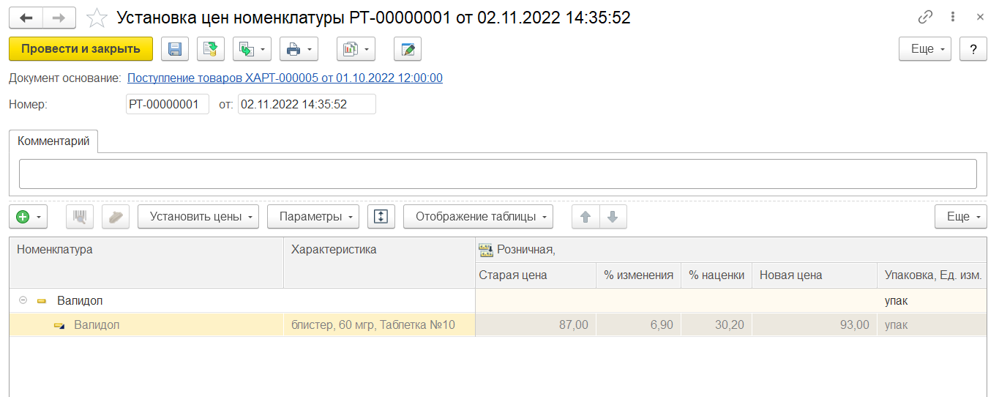 Установка цен номенклатуры РТ-00000001 от 02.11.2022 14:35:52
Провести и закрыть Еще ?
Документ основание: Поступление товаров ХАРТ-000005 от 01.10.2022 12:00:00
Номер: РТ-00000001 от: 02.11.2022 14:35:52
Комментарий
Установить цены Параметры Отображение таблицы Еще
Номенклатура Характеристика Розничная,
Старая цена % изменения % наценки Новая цена Упаковка, Ед. изм.
Валидол упак
Валидол блистер, 60 мгр, Таблетка №10 87,00 6,90 30,20 93,00 упак